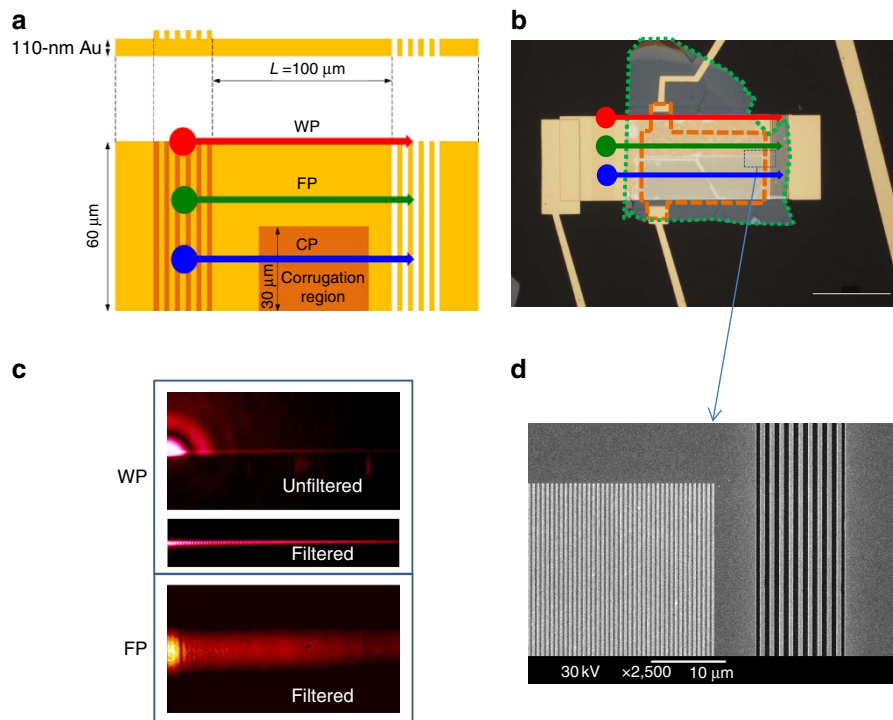 a
110-nm Au
L =100 μm
WP
FP
CP
Corrugation
region
60 μm
30 μm
b
c
WP
Unfiltered
Filtered
FP
Filtered
d
30 kV ×2,500 10 μm